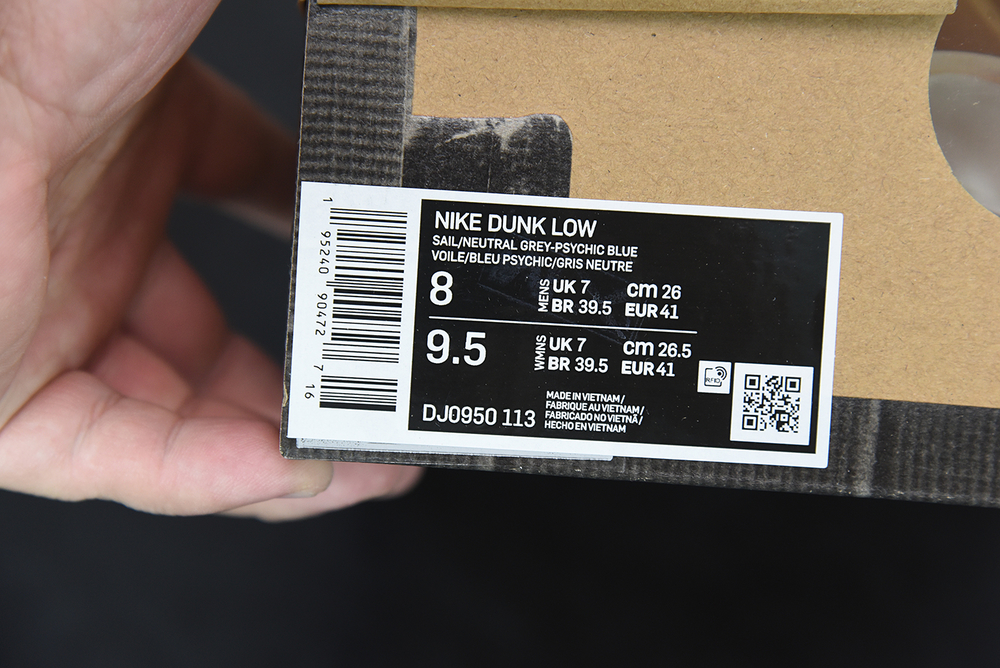 1 95240 90472 7 16
NIKE DUNK LOW
SAIL/NEUTRAL GREY-PSYCHIC BLUE
VOILE/BLEU PSYCHIC/GRIS NEUTRE
8 MENS UK 7 cm 26
BR 39.5 EUR 41
9.5 WMNS UK 7 cm 26.5
BR 39.5 EUR 41
RFID
DJ0950 113
MADE IN VIETNAM/
FABRIQUE AU VIETNAM/
FABRICADO NO VIETNÃ/
HECHO EN VIETNAM